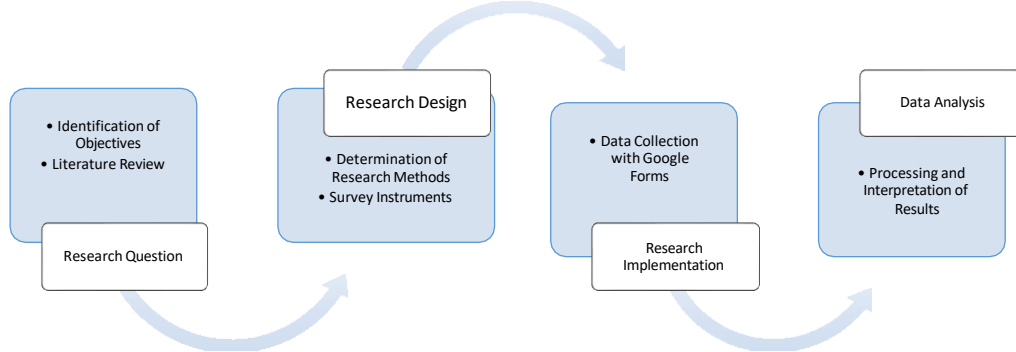 • Identification of
Objectives
• Literature Review
Research Question
Research Design
• Determination of
Research Methods
• Survey Instruments
• Data Collection
with Google
Forms
Research
Implementation
Data Analysis
• Processing and
Interpretation of
Results